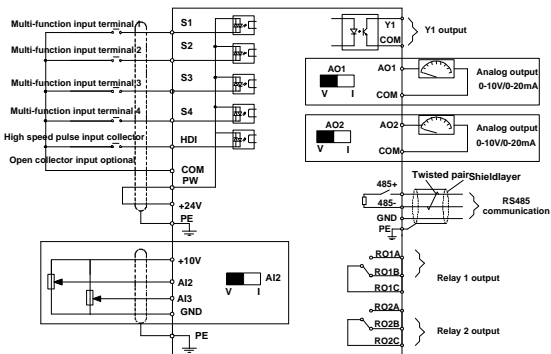 Multi-function input terminal 1
S1
Multi-function input terminal 2
S2
Multi-function input terminal 3
S3
Multi-function input terminal 4
S4
High speed pulse input collector
HDI
Open collector input optional
COM
PW
+24V
PE
+10V
AI2
AI3
GND
AI2
V I
PE
Y1
COM
Y1 output
AO1
V I
AO1
COM
Analog output
0-10V/0-20mA
AO2
V I
AO2
COM
Analog output
0-10V/0-20mA
Twisted pair Shieldlayer
485+
485-
GND
PE
RS485
communication
RO1A
RO1B
RO1C
Relay 1 output
RO2A
RO2B
RO2C
Relay 2 output